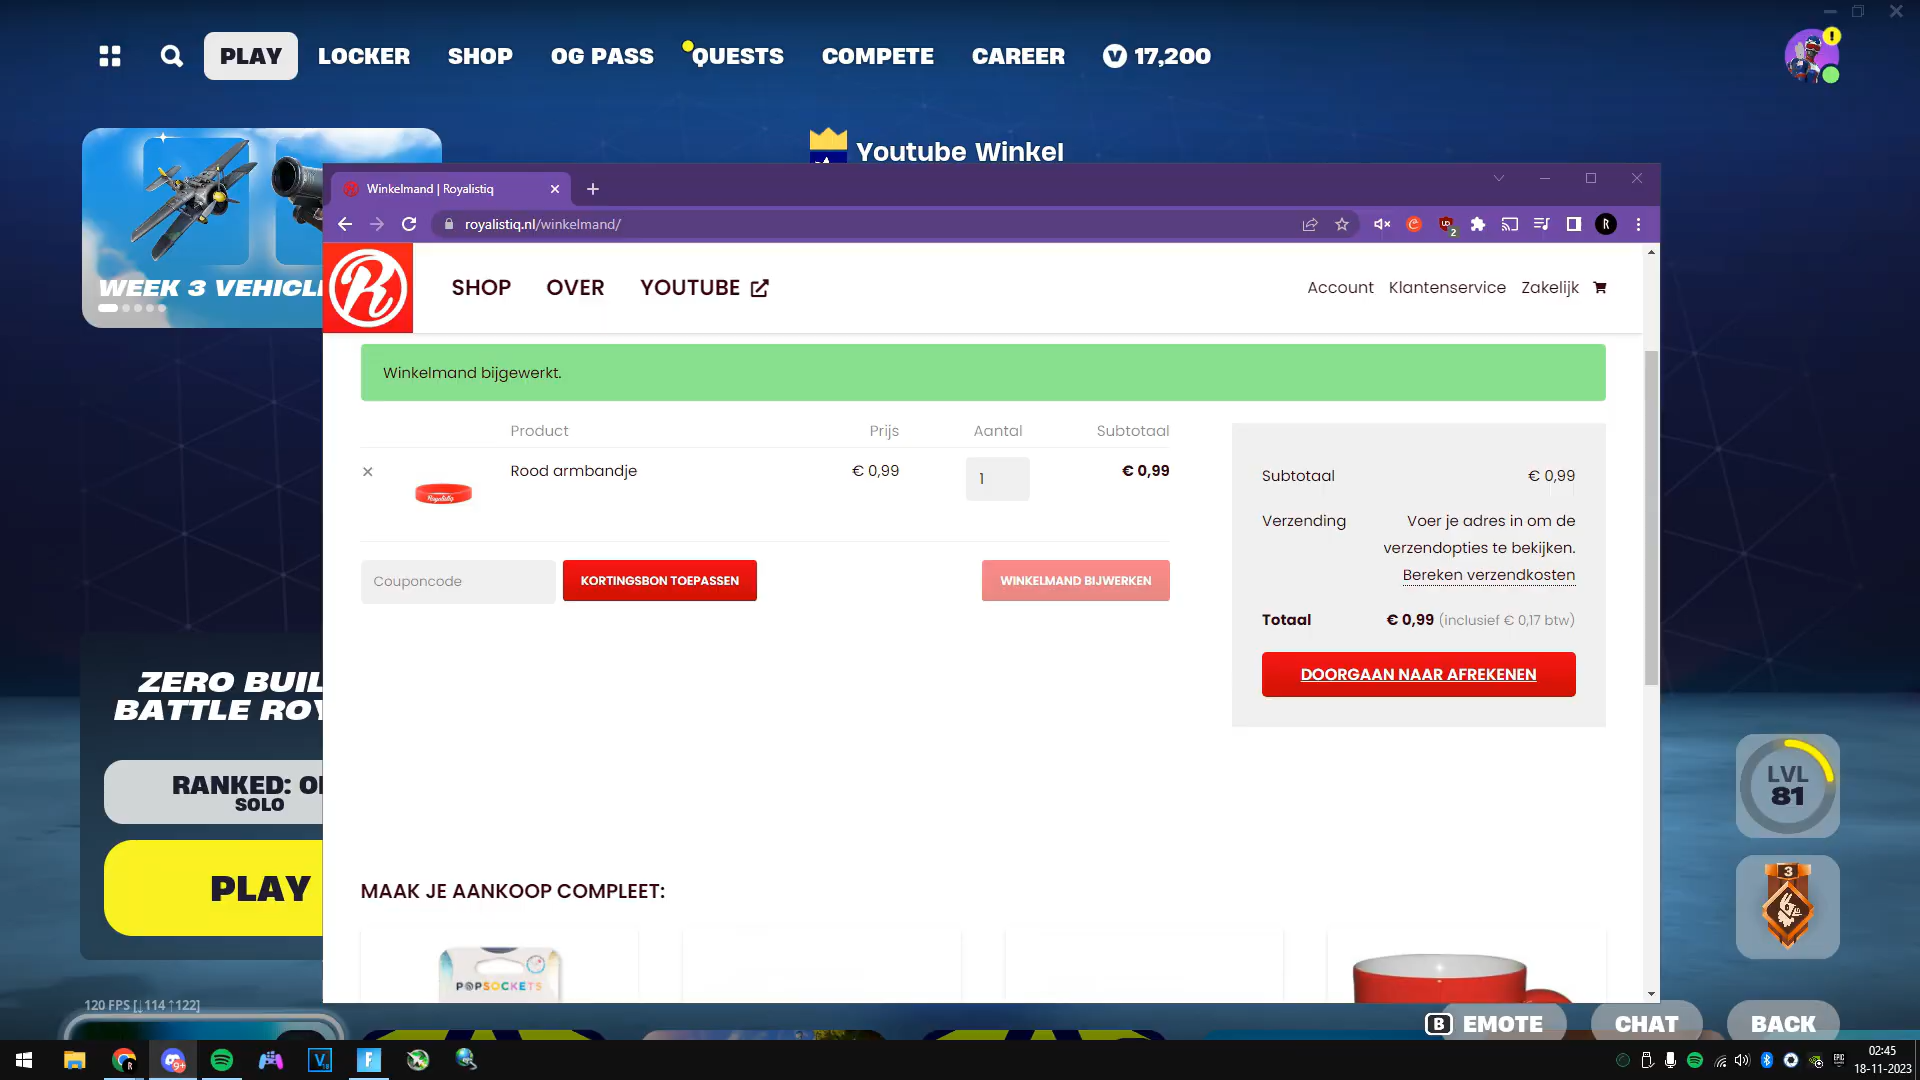 PLAY LOCKER SHOP OG PASS QUESTS COMPETE CAREER V 17,200
!
Youtube Winkel
Winkelmand | Royalistiq
royalistiq.nl/winkelmand/
2
R
WEEK 3 VEHICL
R
SHOP OVER YOUTUBE
Account Klantenservice Zakelijk
Winkelmand bijgewerkt.
Product Prijs Aantal Subtotaal
Rood armbandje € 0,99 1 € 0,99
Royalistiq
Couponcode KORTINGSBON TOEPASSEN WINKELMAND BIJWERKEN
Subtotaal € 0,99
Verzending Voer je adres in om de
verzendopties te bekijken.
Bereken verzendkosten
Totaal € 0,99 (inclusief € 0,17 btw)
DOORGAAN NAAR AFREKENEN
ZERO BUIL
BATTLE ROY
RANKED: O
SOLO
PLAY
LVL
81
3
MAAK JE AANKOOP COMPLEET:
POPSOCKETS
120 FPS [↓114 ↑122]
B EMOTE CHAT BACK
R 9+ V 18 F
EPIC
02:45
18-11-2023